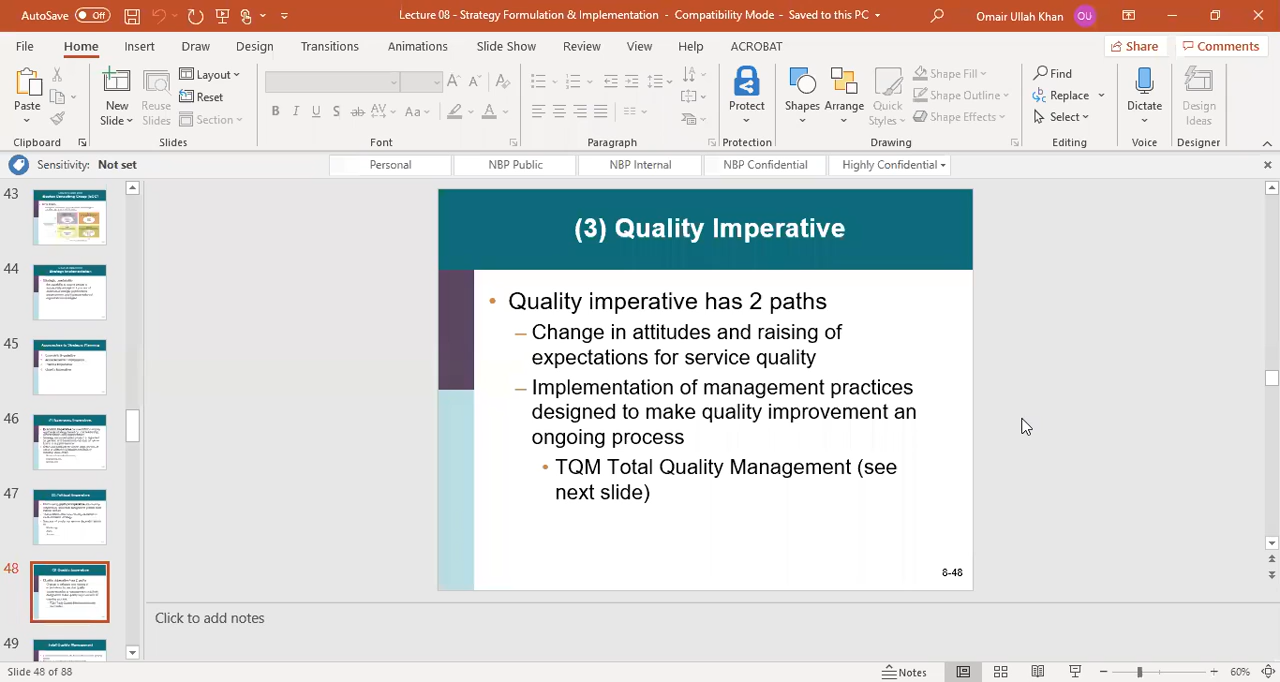 AutoSave Off Lecture 08 - Strategy Formulation & Implementation - Compatibility Mode - Saved to this PC Omair Ullah Khan OU
File Home Insert Draw Design Transitions Animations Slide Show Review View Help ACROBAT Share Comments
Paste New Slide Reuse Slides Layout Reset Section Protect Shapes Arrange Quick Styles Shape Fill Shape Outline Shape Effects Find Replace Select Dictate Design Ideas
Clipboard Slides Font Paragraph Protection Drawing Editing Voice Designer
Sensitivity: Not set Personal NBP Public NBP Internal NBP Confidential Highly Confidential
43
44
45
46
47
48
49
(3) Quality Imperative
• Quality imperative has 2 paths
– Change in attitudes and raising of
expectations for service quality
– Implementation of management practices
designed to make quality improvement an
ongoing process
• TQM Total Quality Management (see
next slide)
8-48
Click to add notes
Slide 48 of 88 Notes 60%